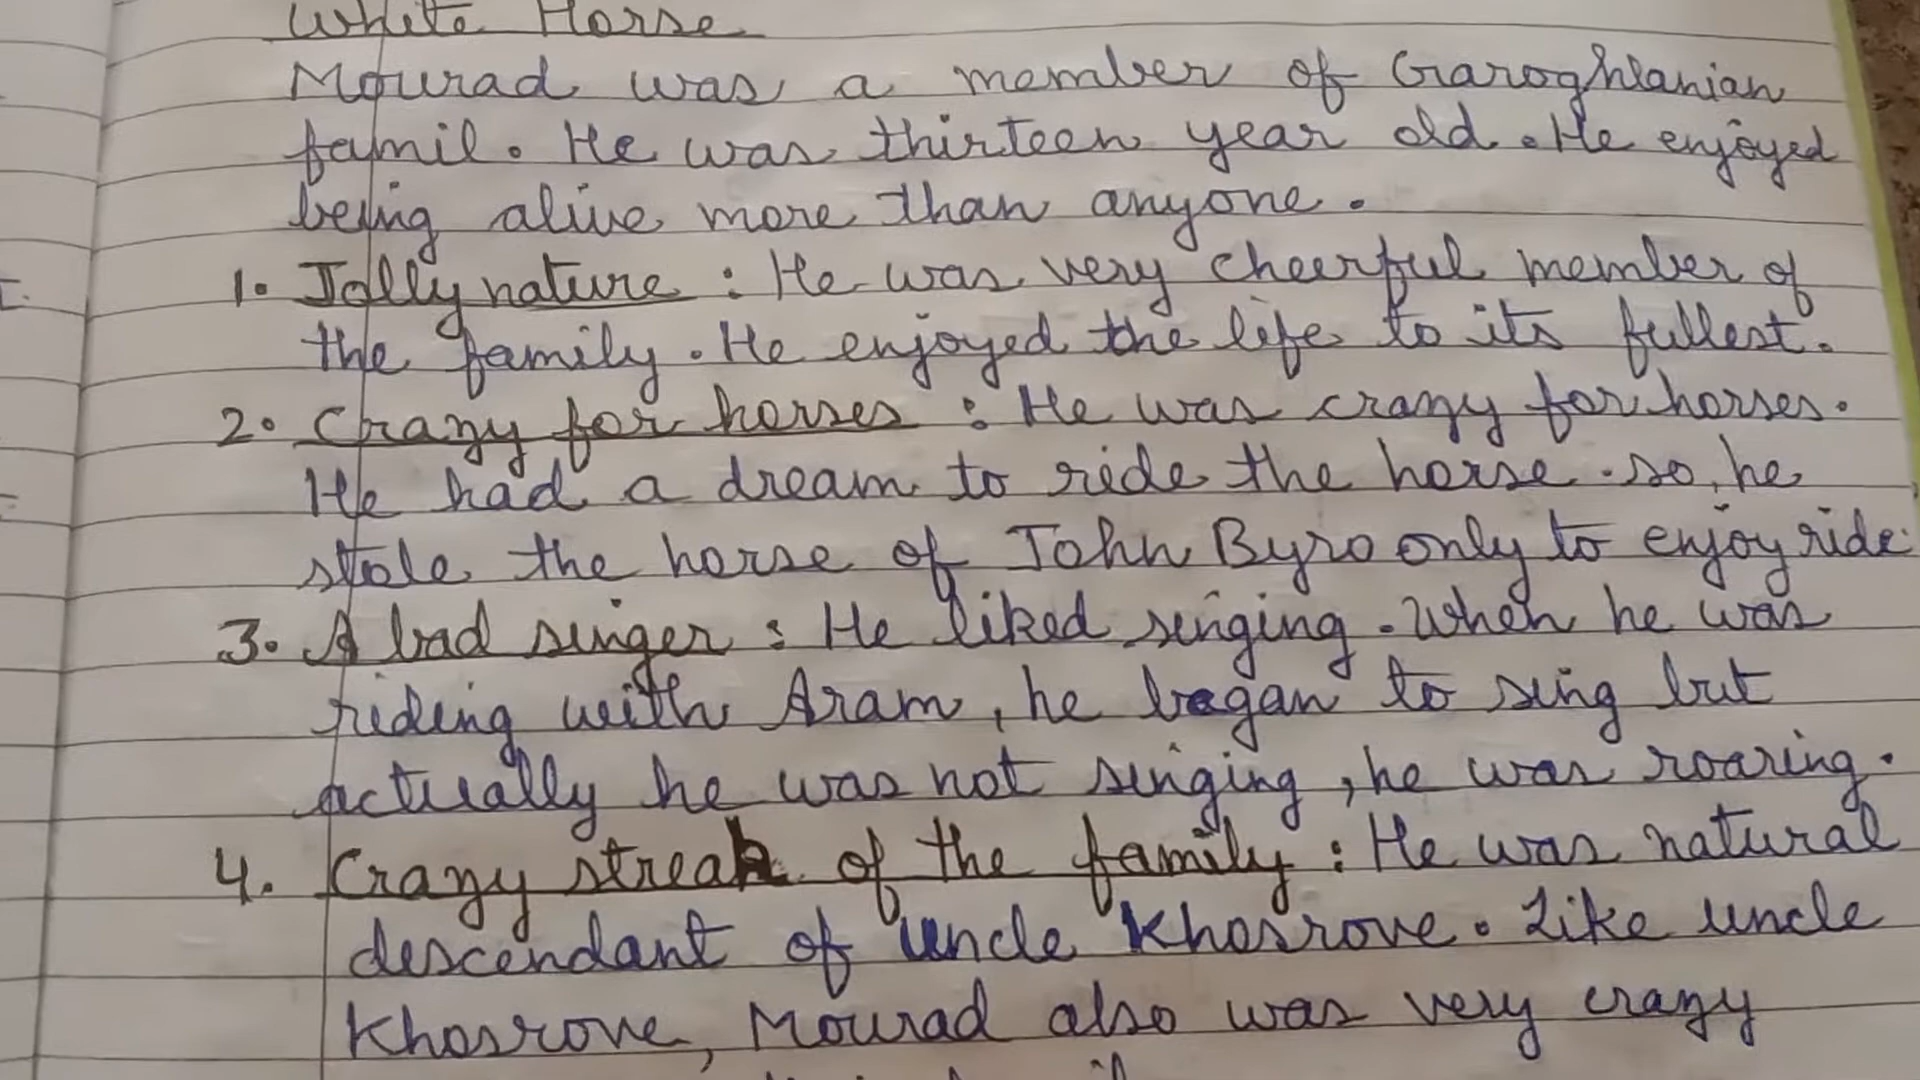 White Horse
Mourad was a member of Garoghlanian
famil. He was thirteen year old. He enjoyed
being alive more than anyone.
1. Jolly nature : He was very cheerful member of
the family. He enjoyed the life to its fullest.
2. Crazy for horses : He was crazy for horses.
He had a dream to ride the horse. so, he
stole the horse of John Byro only to enjoy ride.
3. A bad singer : He liked singing. When he was
riding with Aram, he began to sing but
actually he was not singing, he was roaring.
4. Crazy streak of the family : He was natural
descendant of uncle Khosrove. Like uncle
Khosrove, Mourad also was very crazy